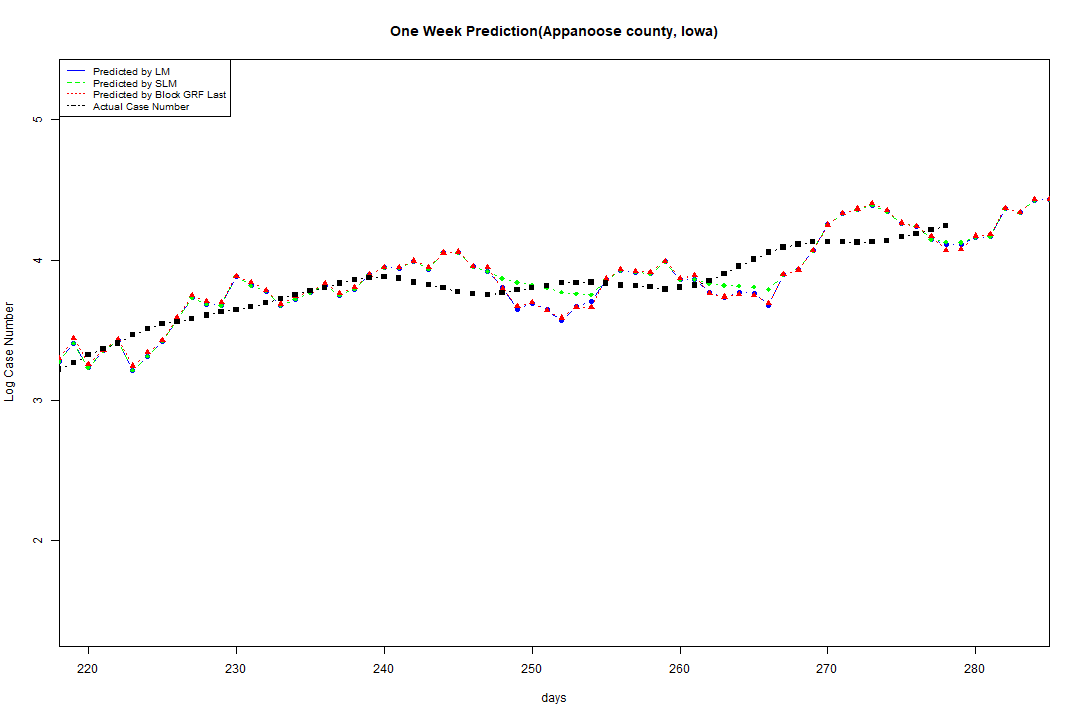 One Week Prediction(Appanoose county, Iowa)
Predicted by LM
Predicted by SLM
Predicted by Block GRF Last
Actual Case Number
5
4
3
2
Log Case Number
220 230 240 250 260 270 280
days